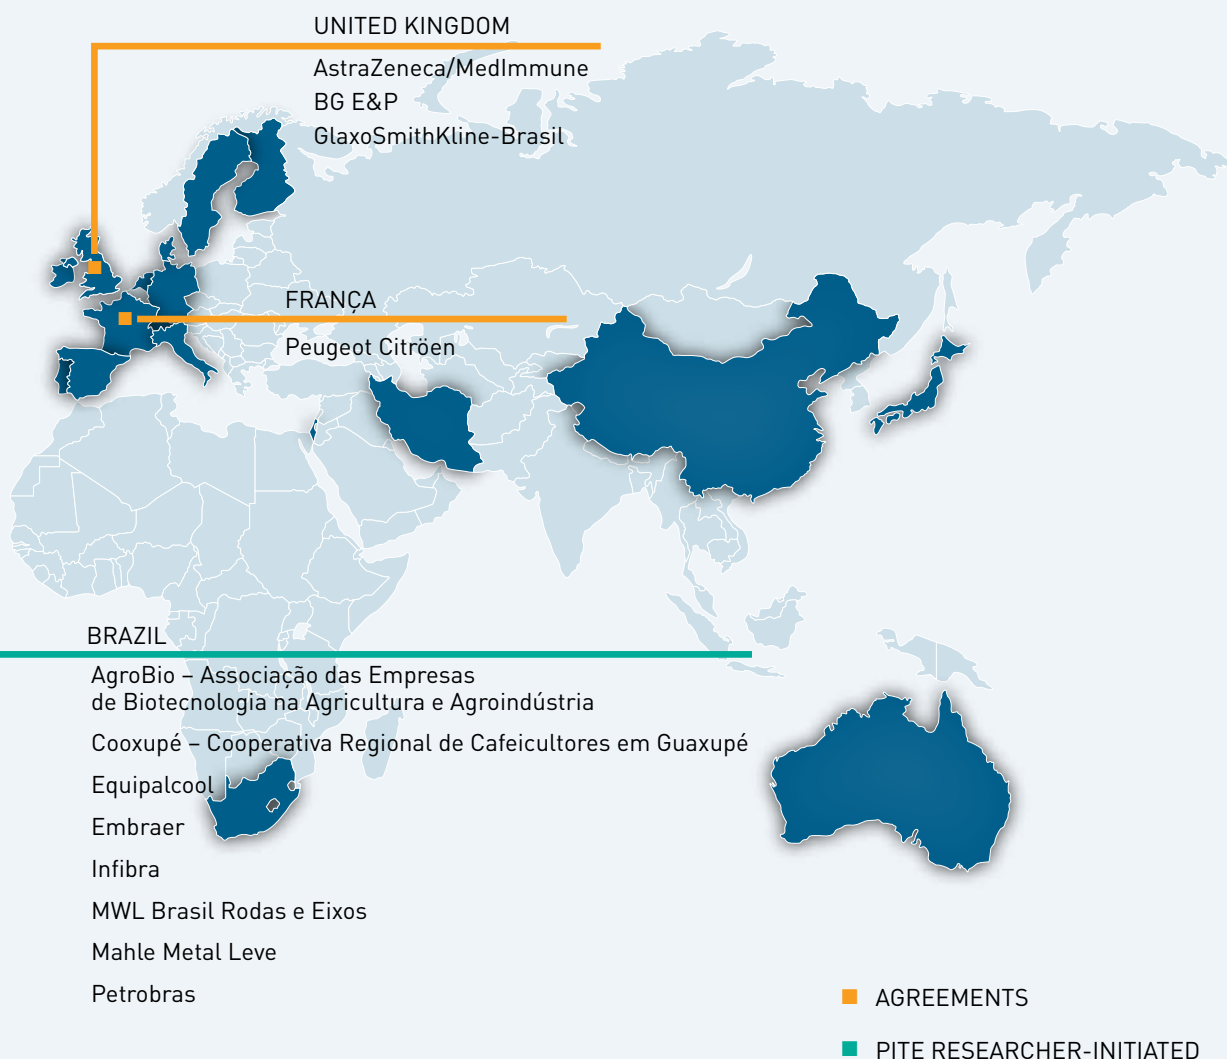 UNITED KINGDOM
AstraZeneca/MedImmune
BG E&P
GlaxoSmithKline-Brasil
FRANÇA
Peugeot Citröen
BRAZIL
AgroBio – Associação das Empresas
de Biotecnologia na Agricultura e Agroindústria
Cooxupé – Cooperativa Regional de Cafeicultores em Guaxupé
Equipalcool
Embraer
Infibra
MWL Brasil Rodas e Eixos
Mahle Metal Leve
Petrobras
AGREEMENTS
PITE RESEARCHER-INITIATED